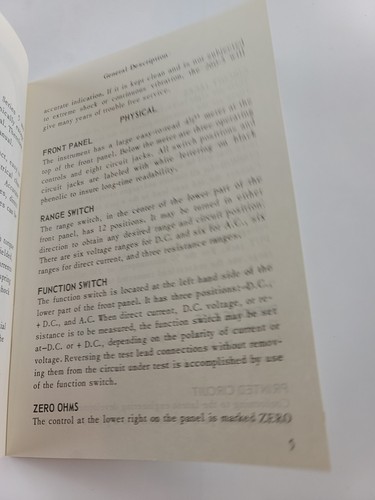 General Description
accurate indication. If it is kept clean and is not subjected
to extreme shock or continuous vibration, the meter will
give many years of trouble free service.
PHYSICAL
FRONT PANEL
The instrument has a large easy-to-read 4½" meter at the
top of the front panel. Below the meter are three operating
controls and eight circuit jacks. All switch positions and
circuit jacks are labeled with white lettering on black
phenolic to insure long-time readability.
RANGE SWITCH
The range switch, in the center of the lower part of the
front panel, has 12 positions. It may be turned in either
direction to obtain any desired range and circuit position.
There are six voltage ranges for D.C. and six for A.C., six
ranges for direct current, and three resistance ranges.
FUNCTION SWITCH
The function switch is located at the left hand side of the
lower part of the front panel. It has three positions:-D.C.,
+ D.C., and A.C. When direct current, D.C. voltage, or re-
sistance is to be measured, the function switch may be set
at-D.C. or + D.C., depending on the polarity of current or
voltage. Reversing the test lead connections without remov-
ing them from the circuit under test is accomplished by use
of the function switch.
ZERO OHMS
The control at the lower right on the panel is marked ZERO
5